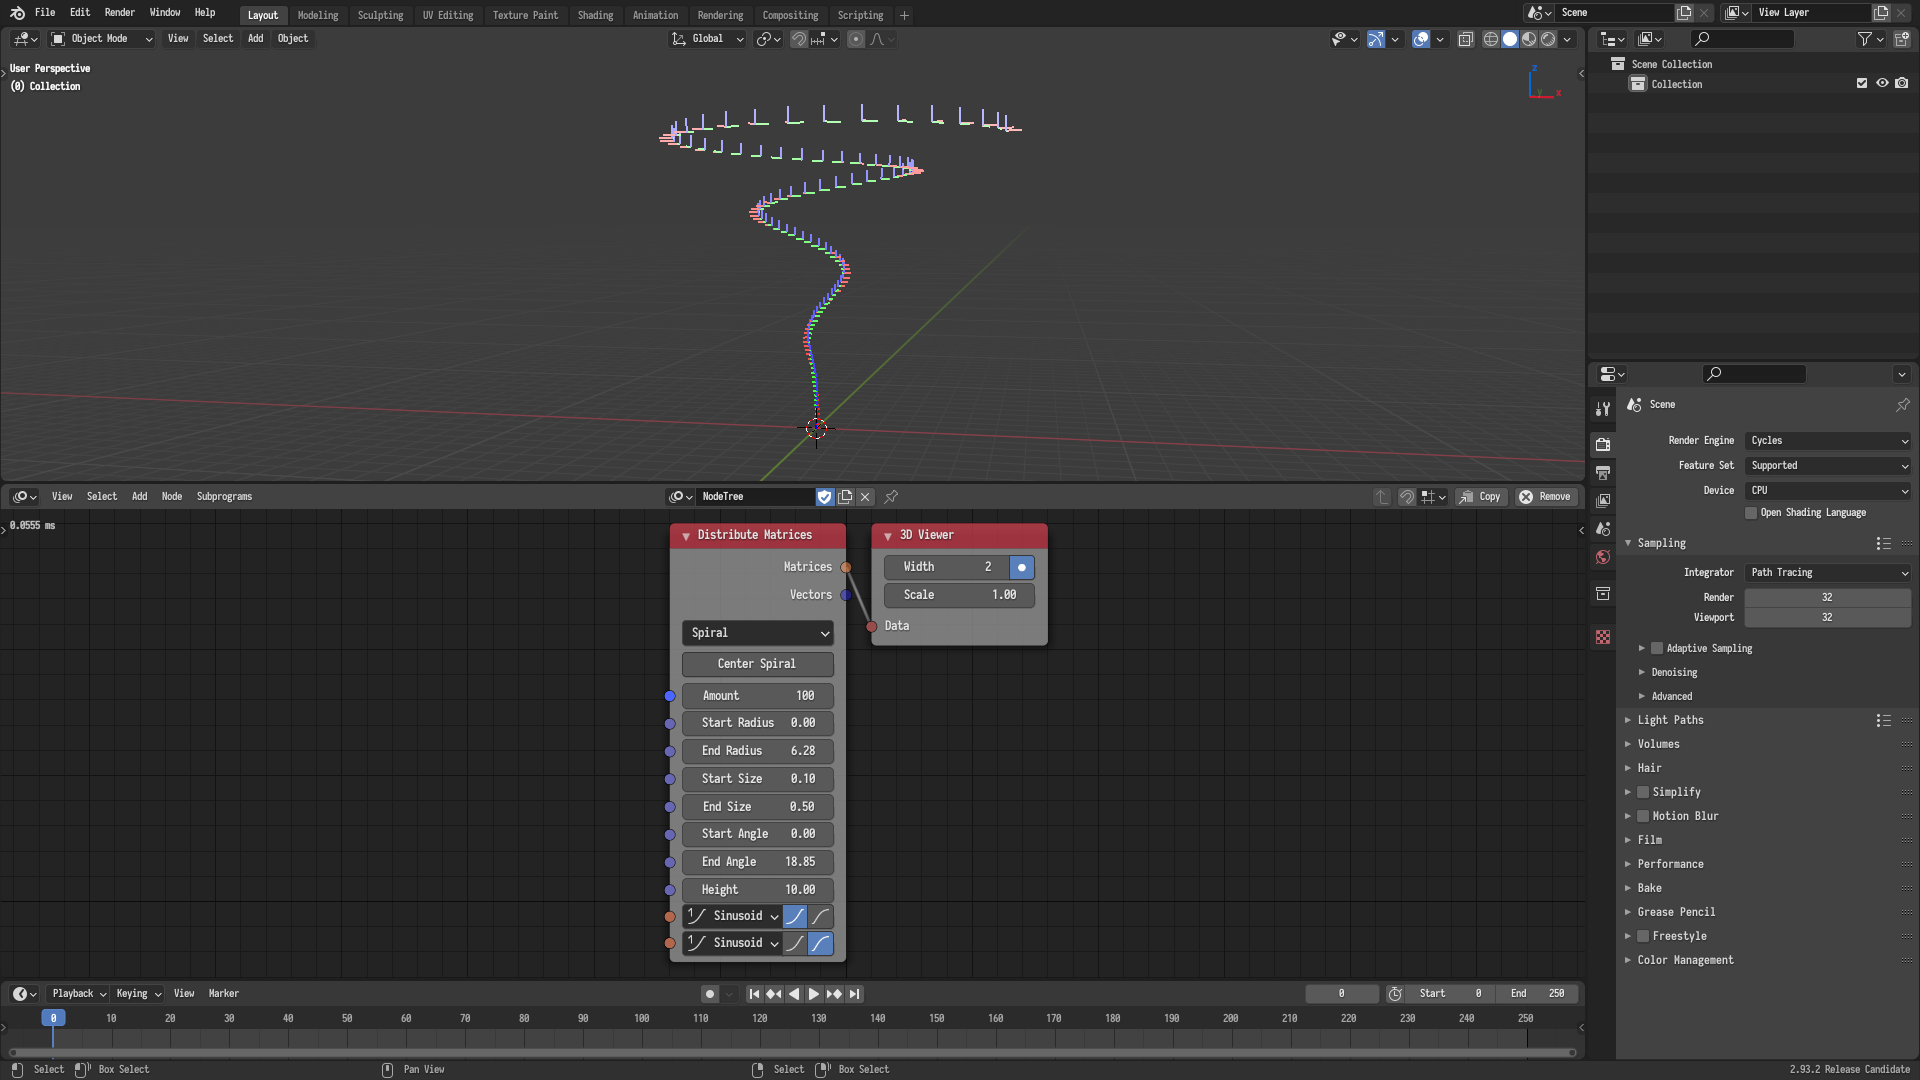 File Edit Render Window Help Layout Modeling Sculpting UV Editing Texture Paint Shading Animation Rendering Compositing Scripting + Scene View Layer
Object Mode View Select Add Object Global
User Perspective
(0) Collection
Z
Y
X
Scene Collection
Collection
Scene
Render Engine Cycles
Feature Set Supported
Device CPU
Open Shading Language
Sampling
Integrator Path Tracing
Render 32
Viewport 32
Adaptive Sampling
Denoising
Advanced
Light Paths
Volumes
Hair
Simplify
Motion Blur
Film
Performance
Bake
Grease Pencil
Freestyle
Color Management
View Select Add Node Subprograms NodeTree Copy Remove
0.0555 ms
Distribute Matrices
Matrices
Vectors
Spiral
Center Spiral
Amount 100
Start Radius 0.00
End Radius 6.28
Start Size 0.10
End Size 0.50
Start Angle 0.00
End Angle 18.85
Height 10.00
Sinusoid
Sinusoid
3D Viewer
Width 2
Scale 1.00
Data
Playback Keying View Marker 0 Start 0 End 250
0 10 20 30 40 50 60 70 80 90 100 110 120 130 140 150 160 170 180 190 200 210 220 230 240 250
Select Box Select Pan View Select Box Select 2.93.2 Release Candidate